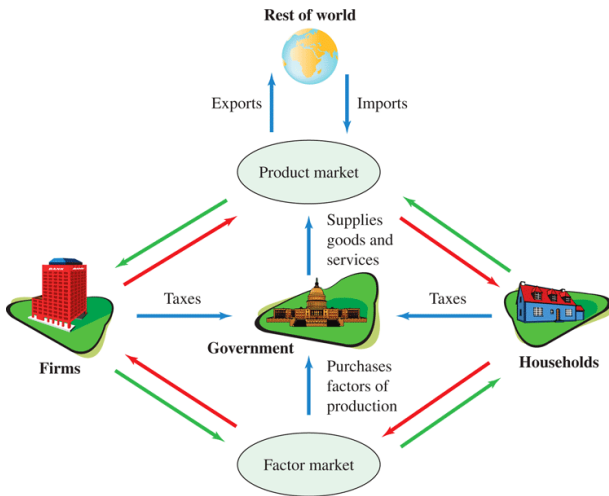 Rest of world
Exports
Imports
Product market
Supplies
goods and
services
Taxes
Taxes
Government
Firms
Households
Purchases
factors of
production
Factor market